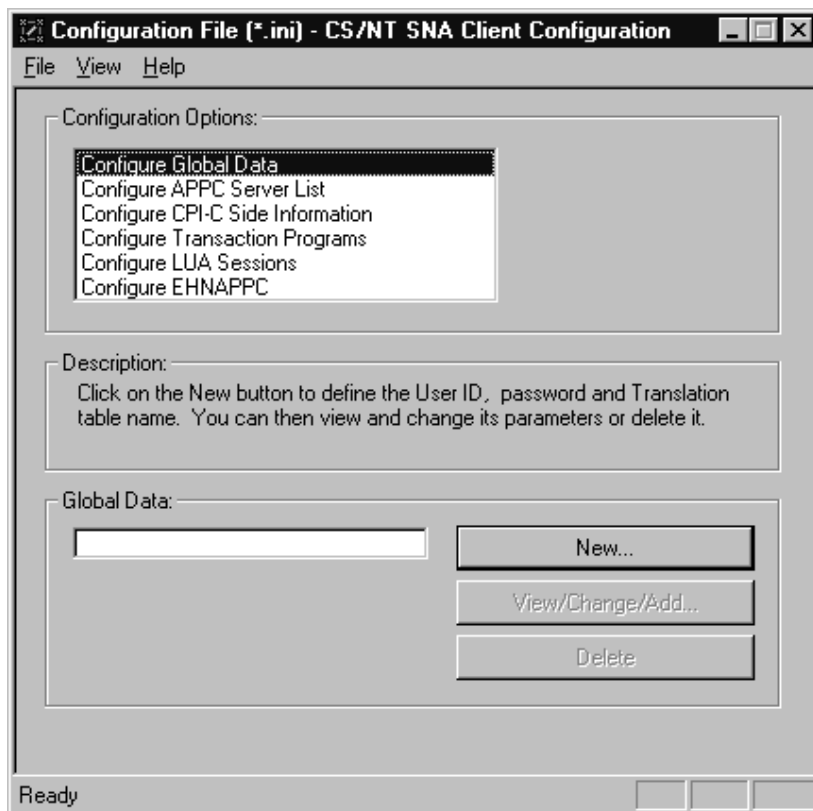 Configuration File (*.ini) - CS/NT SNA Client Configuration
File View Help
Configuration Options:
Configure Global Data
Configure APPC Server List
Configure CPI-C Side Information
Configure Transaction Programs
Configure LUA Sessions
Configure EHNAPPC
Description:
Click on the New button to define the User ID, password and Translation
table name. You can then view and change its parameters or delete it.
Global Data:
New...
View/Change/Add...
Delete
Ready